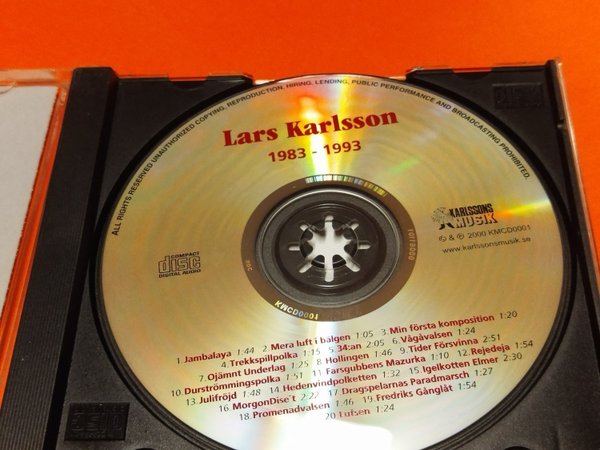 ALL RIGHTS RESERVED UNAUTHORIZED COPYING, REPRODUCTION, HIRING, LENDING, PUBLIC PERFORMANCE AND BROADCASTING PROHIBITED.
Lars Karlsson
1983 - 1993
KARLSSONS
MUSIK
© & ℗ 2000 KMCD0001
www.karlssonsmusik.se
COMPACT
disc
DIGITAL AUDIO
KMCD0001
1 Jambalaya 1:44 2 Mera luft i bälgen 1:05 3 Min första komposition 1:20
4 Trekkspillpolka 1:15 5 34:an 2:05 6 Vågåvalsen 1:24
7 Ojämnt Underlag 1:25 8 Hollingen 1:46 9 Tider Försvinna 2:51
10 Durströmmingspolka 1:51 11 Farsgubbens Mazurka 1:10 12 Rejedeja 1:54
13 Julifröjd 1:48 14 Hedenvindpolketten 1:32 15 Igelkotten Elmer 2:30
16 MorgonDise´t 2:22 17 Dragspelarnas Paradmarsch 1:27
18 Promenadvalsen 1:46 19 Fredriks Gånglåt 1:54
20 Lufsen 1:24